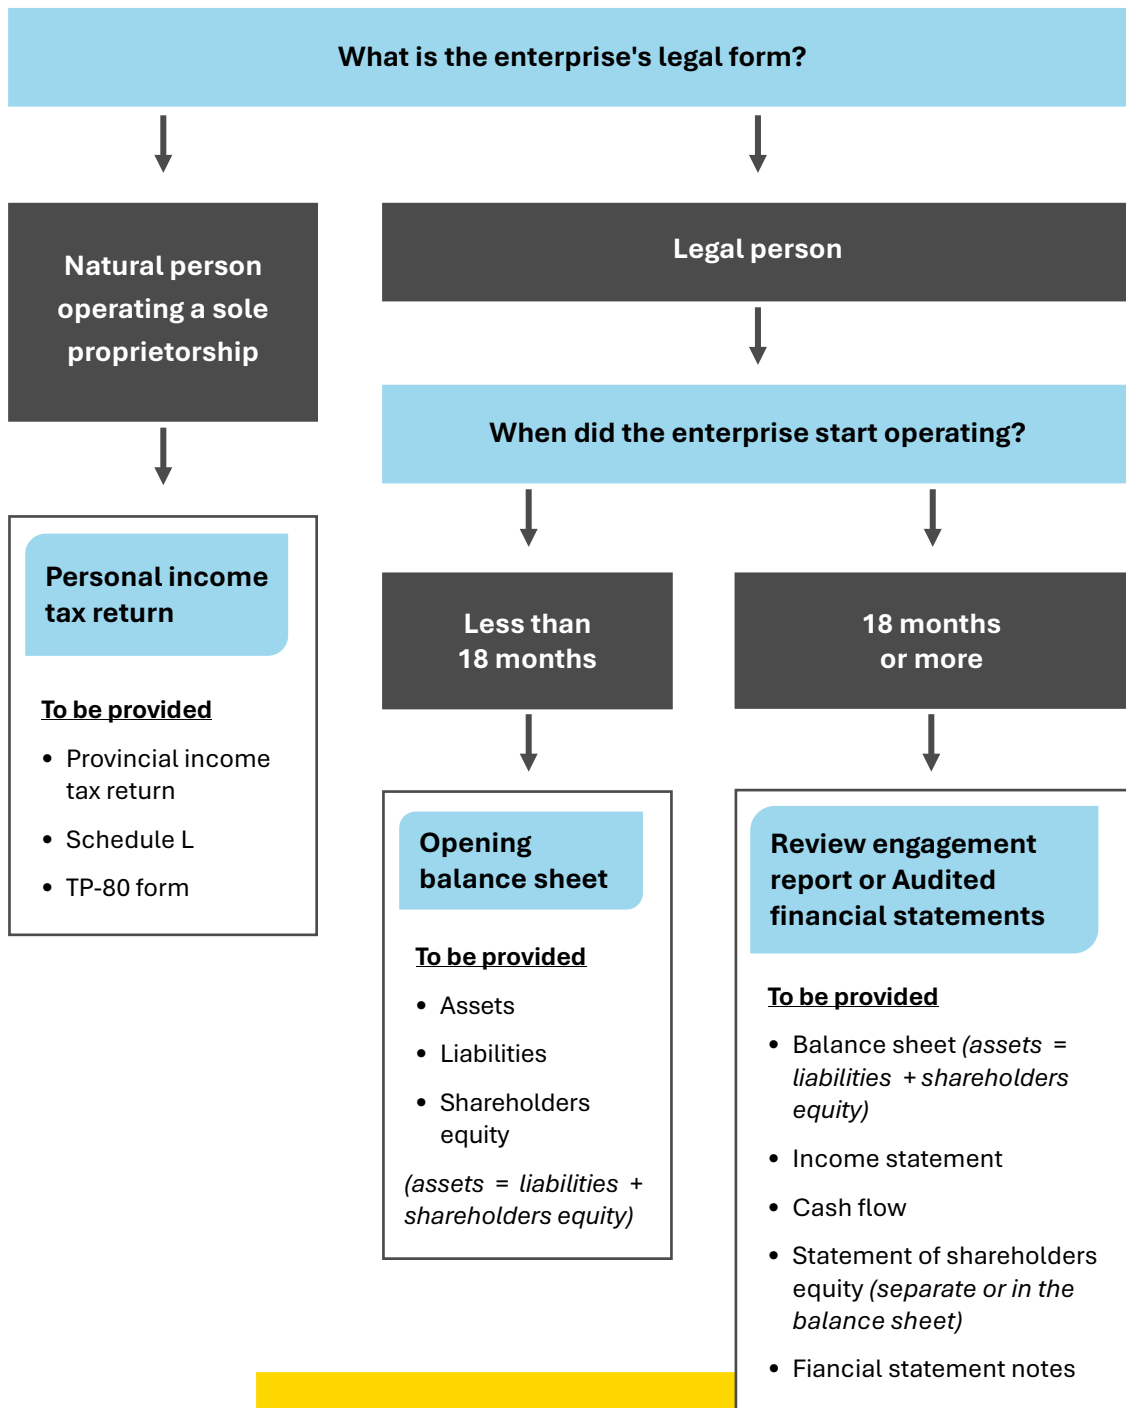 What is the enterprise's legal form?
Natural person
operating a sole
proprietorship
Legal person
When did the enterprise start operating?
Personal income
tax return
To be provided
• Provincial income
tax return
• Schedule L
• TP-80 form
Less than
18 months
18 months
or more
Opening
balance sheet
To be provided
• Assets
• Liabilities
• Shareholders
equity
(assets = liabilities +
shareholders equity)
Review engagement
report or Audited
financial statements
To be provided
• Balance sheet (assets =
liabilities + shareholders
equity)
• Income statement
• Cash flow
• Statement of shareholders
equity (separate or in the
balance sheet)
• Fiancial statement notes